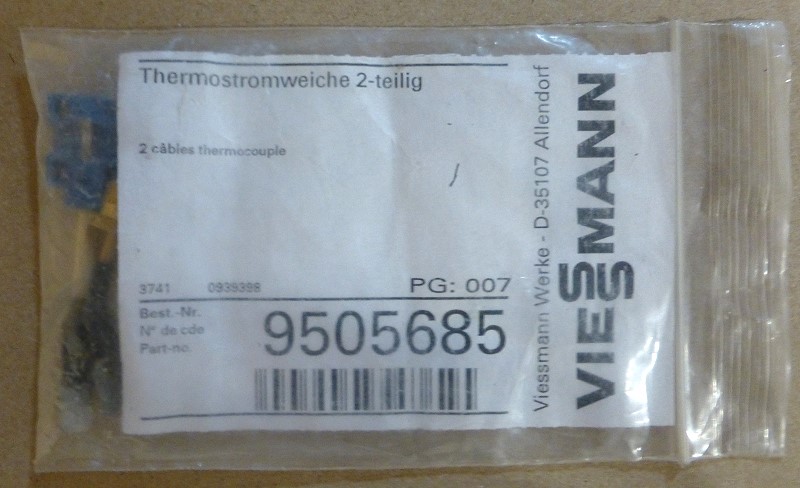 Thermostromweiche 2-teilig
2 câbles thermocouple
3741 0939398 PG: 007
Best.-Nr.
N° de cde
Part-no
9505685
Viessmann Werke - D-35107 Allendorf
VIESSMANN